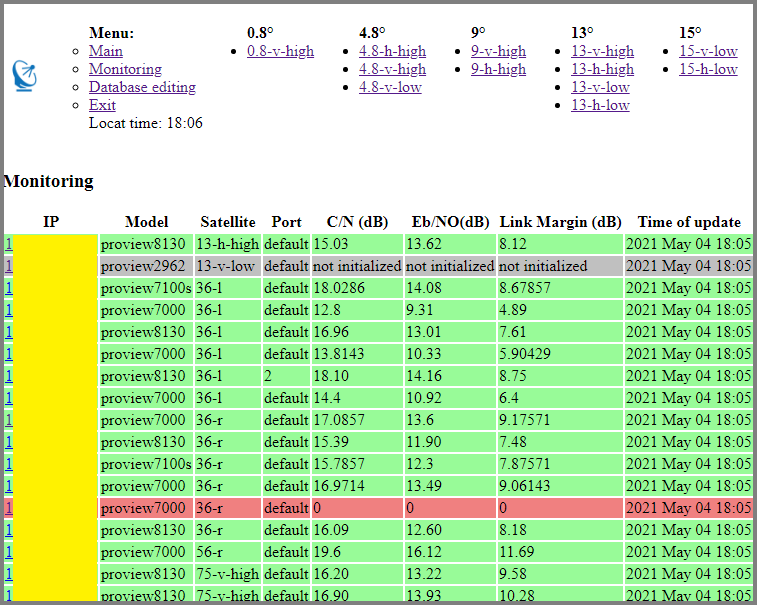 Menu: 0.8° 4.8° 9° 13° 15°
Main 0.8-v-high 4.8-h-high 9-v-high 13-v-high 15-v-low
Monitoring 4.8-v-high 9-h-high 13-h-high 15-h-low
Database editing 4.8-v-low 13-v-low
Exit 13-h-low
Locat time: 18:06
Monitoring
IP Model Satellite Port C/N (dB) Eb/NO(dB) Link Margin (dB) Time of update
1 proview8130 13-h-high default 15.03 13.62 8.12 2021 May 04 18:05
1 proview2962 13-v-low default not initialized not initialized not initialized 2021 May 04 18:05
1 proview7100s 36-l default 18.0286 14.08 8.67857 2021 May 04 18:05
1 proview7000 36-l default 12.8 9.31 4.89 2021 May 04 18:05
1 proview8130 36-l default 16.96 13.01 7.61 2021 May 04 18:05
1 proview7000 36-l default 13.8143 10.33 5.90429 2021 May 04 18:05
1 proview8130 36-l 2 18.10 14.16 8.75 2021 May 04 18:05
1 proview7000 36-l default 14.4 10.92 6.4 2021 May 04 18:05
1 proview7000 36-r default 17.0857 13.6 9.17571 2021 May 04 18:05
1 proview8130 36-r default 15.39 11.90 7.48 2021 May 04 18:05
1 proview7100s 36-r default 15.7857 12.3 7.87571 2021 May 04 18:05
1 proview7000 36-r default 16.9714 13.49 9.06143 2021 May 04 18:05
1 proview7000 36-r default 0 0 0 2021 May 04 18:05
1 proview8130 36-r default 16.09 12.60 8.18 2021 May 04 18:05
1 proview7000 56-r default 19.6 16.12 11.69 2021 May 04 18:05
1 proview8130 75-v-high default 16.20 13.22 9.58 2021 May 04 18:05
1 proview8130 75-v-high default 16.90 13.93 10.28 2021 May 04 18:05